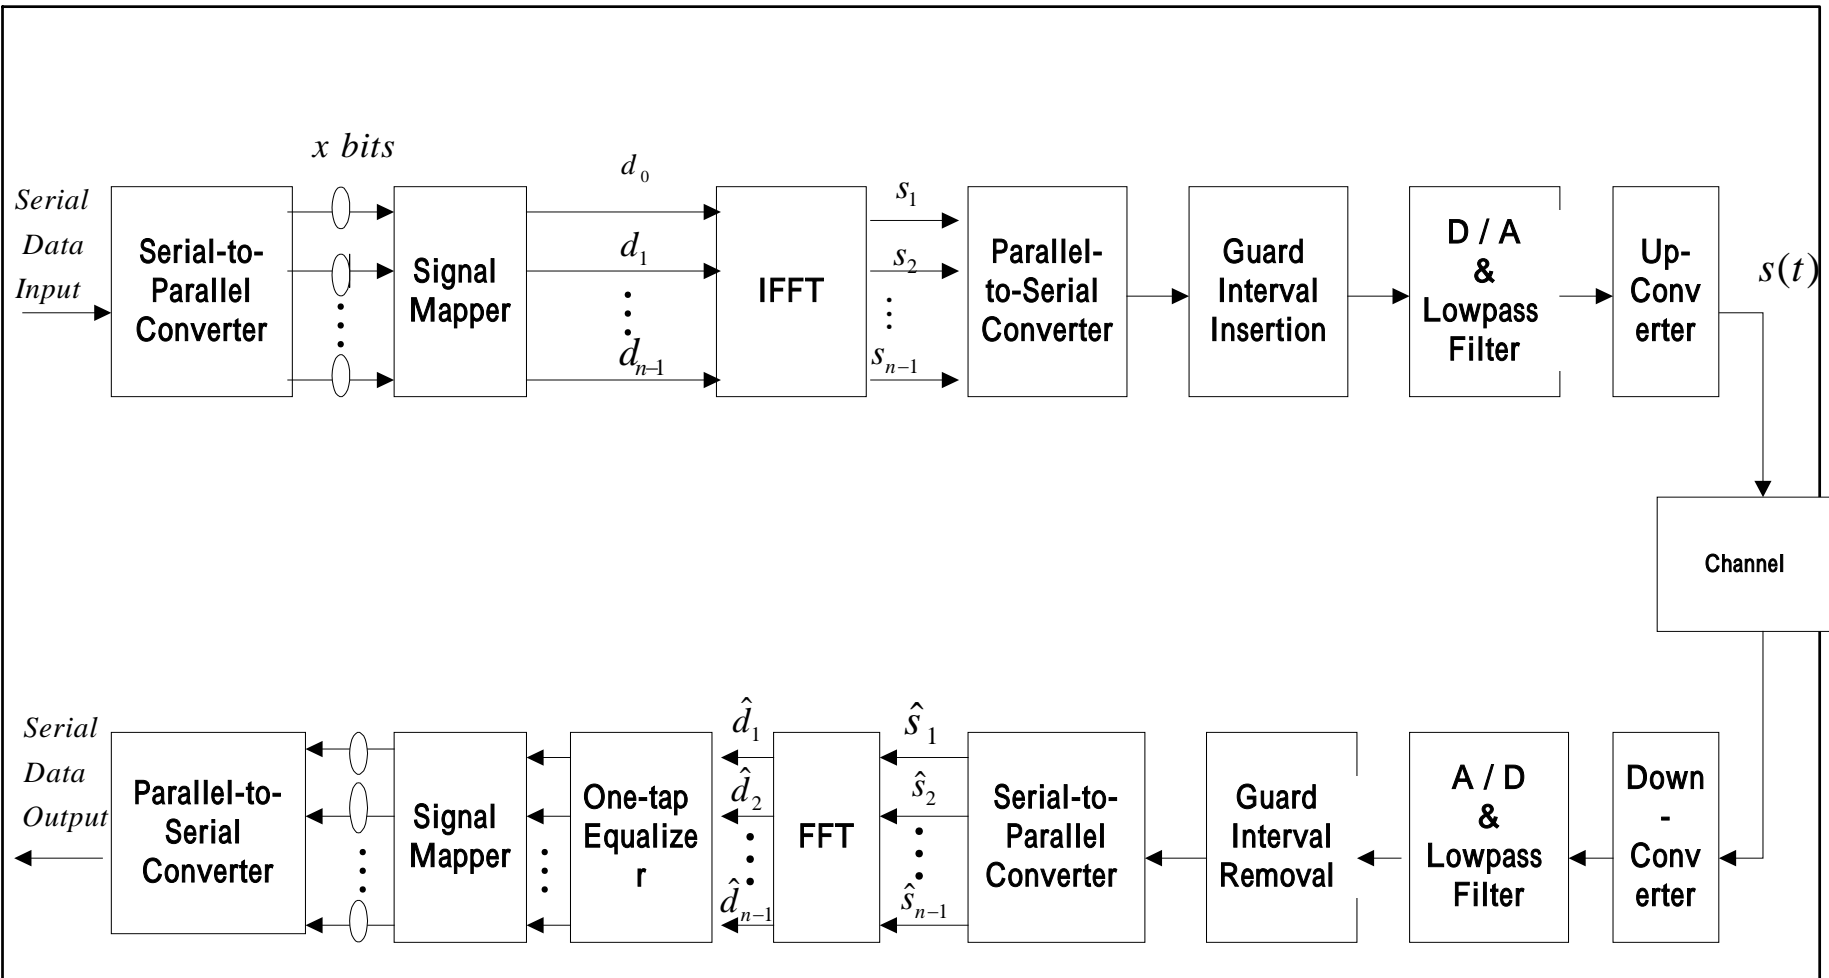 x bits
Serial
Data
Input
Serial-to-
Parallel
Converter
Signal
Mapper
d₀
d₁
dₙ₋₁
IFFT
s₁
s₂
sₙ₋₁
Parallel-
to-Serial
Converter
Guard
Interval
Insertion
D / A
&
Lowpass
Filter
Up-
Conv
erter
s(t)
Channel
Serial
Data
Output
Parallel-to-
Serial
Converter
Signal
Mapper
One-tap
Equalize
r
d̂₁
d̂₂
d̂ₙ₋₁
FFT
ŝ₁
ŝ₂
ŝₙ₋₁
Serial-to-
Parallel
Converter
Guard
Interval
Removal
A / D
&
Lowpass
Filter
Down
-
Conv
erter